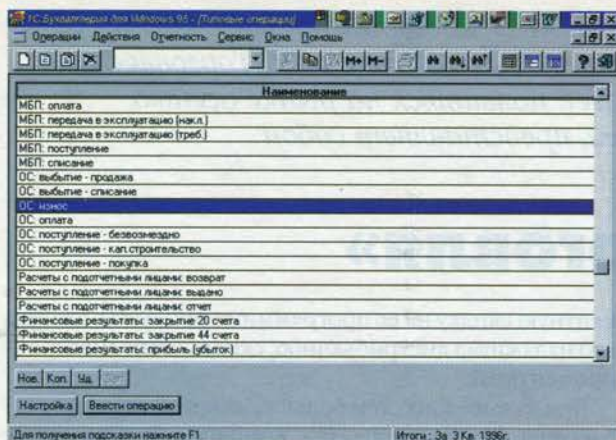 1С:Бухгалтерия для Windows 95 - [Типовые операции]
Операции Действия Отчетность Сервис Окна Помощь
M+ M-
Наименование
МБП: оплата
МБП: передача в эксплуатацию (накл.)
МБП: передача в эксплуатацию (треб.)
МБП: поступление
МБП: списание
ОС: выбытие - продажа
ОС: выбытие - списание
ОС: износ
ОС: оплата
ОС: поступление - безвозмездно
ОС: поступление - кап.строительство
ОС: поступление - покупка
Расчеты с подотчетными лицами: возврат
Расчеты с подотчетными лицами: выдано
Расчеты с подотчетными лицами: отчет
Финансовые результаты: закрытие 20 счета
Финансовые результаты: закрытие 44 счета
Финансовые результаты: прибыль (убыток)
Нов. Коп. Уд.
Настройка Ввести операцию
Для получения подсказки нажмите F1 Итоги: За 3 Кв. 1996г.